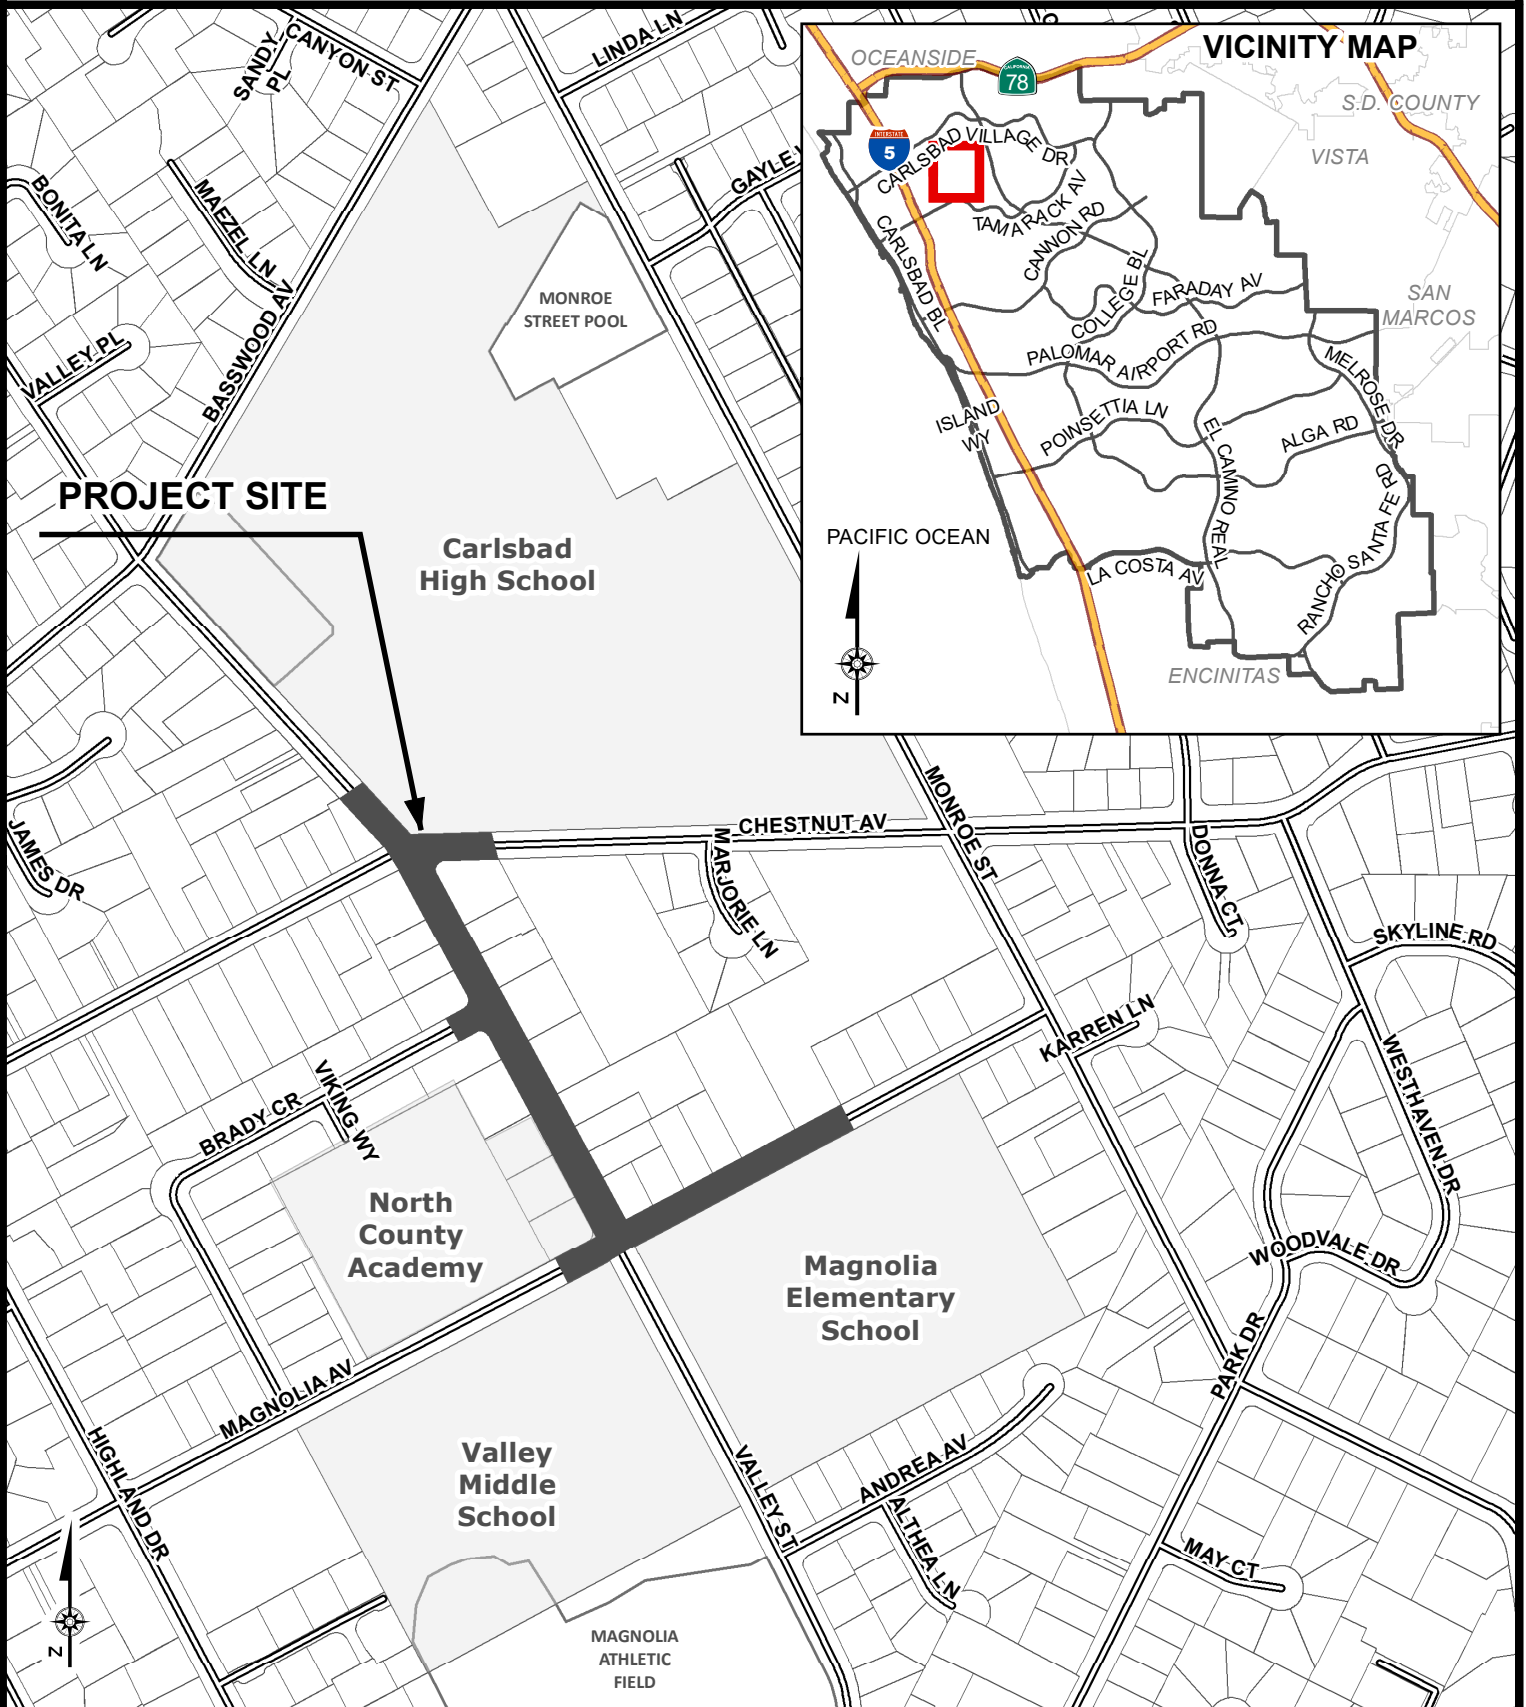 SANDY
PL
CANYON ST
LINDA LN
BONITA LN
MAEZEL LN
VALLEY PL
BASSWOOD AV
MONROE
STREET POOL
PROJECT SITE
Carlsbad
High School
VICINITY MAP
OCEANSIDE
CALIFORNIA
78
S.D. COUNTY
VISTA
INTERSTATE
5
CARLSBAD VILLAGE DR
TAMARACK AV
CANNON RD
CARLSBAD BL
COLLEGE BL
FARADAY AV
SAN
MARCOS
PALOMAR AIRPORT RD
MELROSE DR
ISLAND
WY
POINSETTIA LN
EL CAMINO REAL
ALGA RD
RANCHO SANTA FE RD
PACIFIC OCEAN
LA COSTA AV
ENCINITAS
N
JAMES DR
CHESTNUT AV
MARJORIE LN
MONROE ST
DONNA CT
SKYLINE RD
KARREN LN
WESTHAVEN DR
VIKING WY
BRADY CR
North
County
Academy
Magnolia
Elementary
School
WOODVALE DR
PARK DR
MAGNOLIA AV
HIGHLAND DR
Valley
Middle
School
VALLEY ST
ANDREA AV
ALTHEA LN
MAY CT
MAGNOLIA
ATHLETIC
FIELD
N